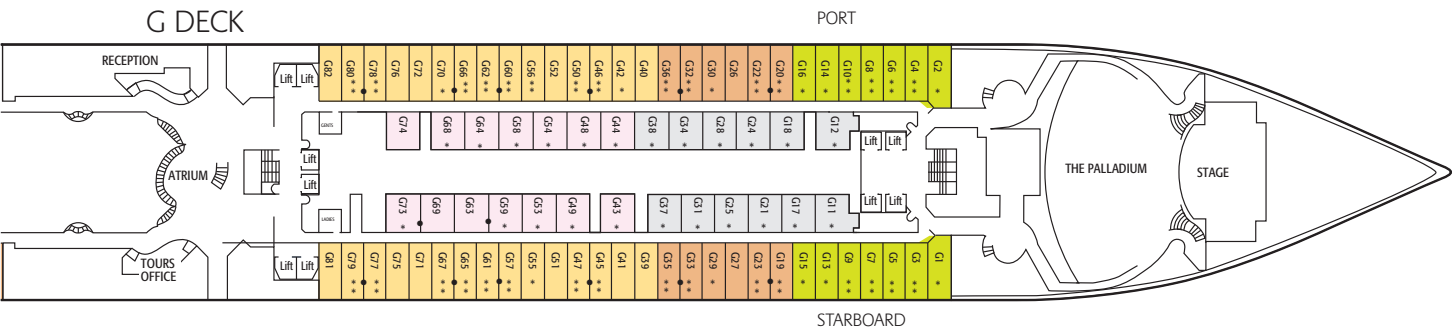 G DECK
PORT
RECEPTION
Lift Lift
G82 G80 G78 G76 G72 G70 G66 G62 G60 G56 G52 G50 G46 G42 G40 G36 G32 G30 G26 G22 G20 G16 G14 G10 G8 G6 G4 G2
GENTS
G74 G68 G64 G58 G54 G48 G44 G38 G34 G28 G24 G18 G12
Lift Lift
Lift
ATRIUM
Lift
THE PALLADIUM
STAGE
LADIES
G73 G69 G63 G59 G53 G49 G43 G37 G31 G25 G21 G17 G11
Lift Lift
TOURS
OFFICE
Lift Lift
G81 G79 G77 G75 G71 G67 G65 G61 G57 G55 G51 G47 G45 G41 G39 G35 G33 G29 G27 G23 G19 G15 G13 G9 G7 G5 G3 G1
STARBOARD